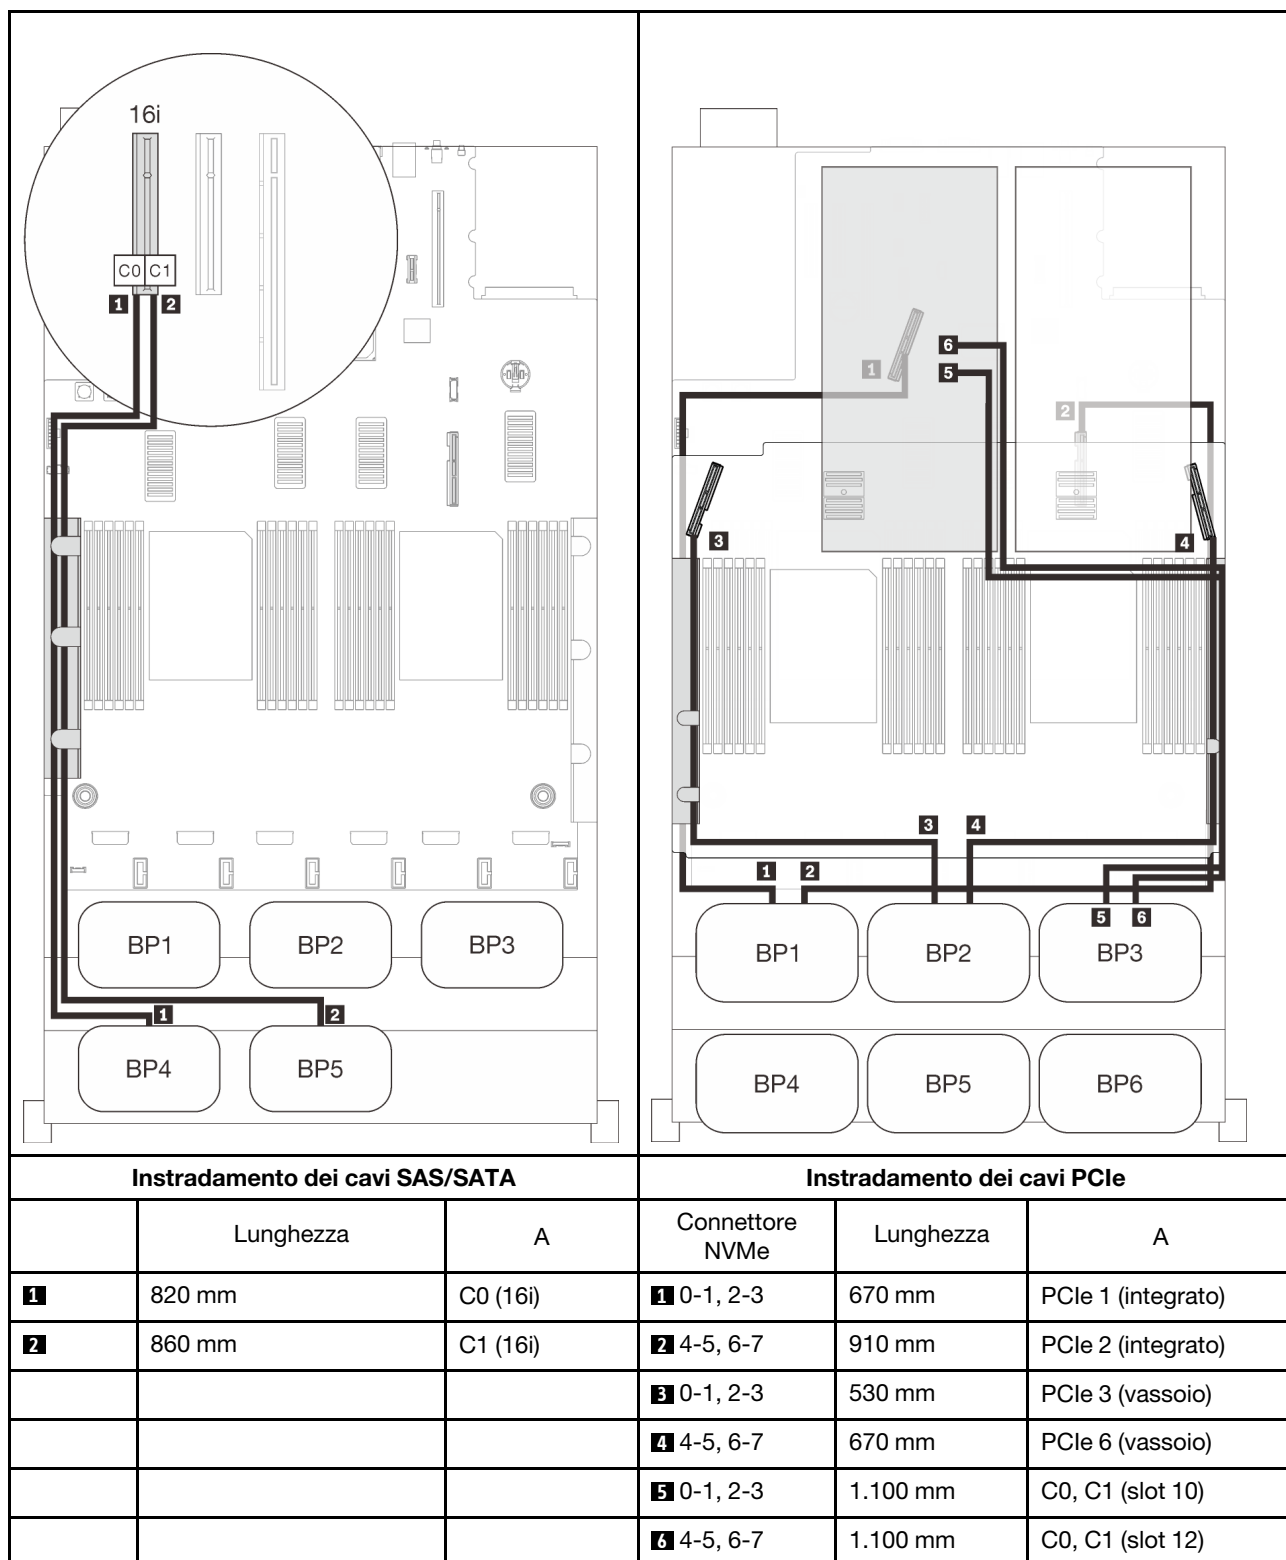 16i
C0 C1
1 2
BP1 BP2 BP3
1 2
BP4 BP5
6
1 5
2
3 4
3 4
1 2
5 6
BP1 BP2 BP3
BP4 BP5 BP6
Instradamento dei cavi SAS/SATA
Lunghezza A
1 820 mm C0 (16i)
2 860 mm C1 (16i)
Instradamento dei cavi PCIe
Connettore
NVMe Lunghezza A
1 0-1, 2-3 670 mm PCIe 1 (integrato)
2 4-5, 6-7 910 mm PCIe 2 (integrato)
3 0-1, 2-3 530 mm PCIe 3 (vassoio)
4 4-5, 6-7 670 mm PCIe 6 (vassoio)
5 0-1, 2-3 1.100 mm C0, C1 (slot 10)
6 4-5, 6-7 1.100 mm C0, C1 (slot 12)